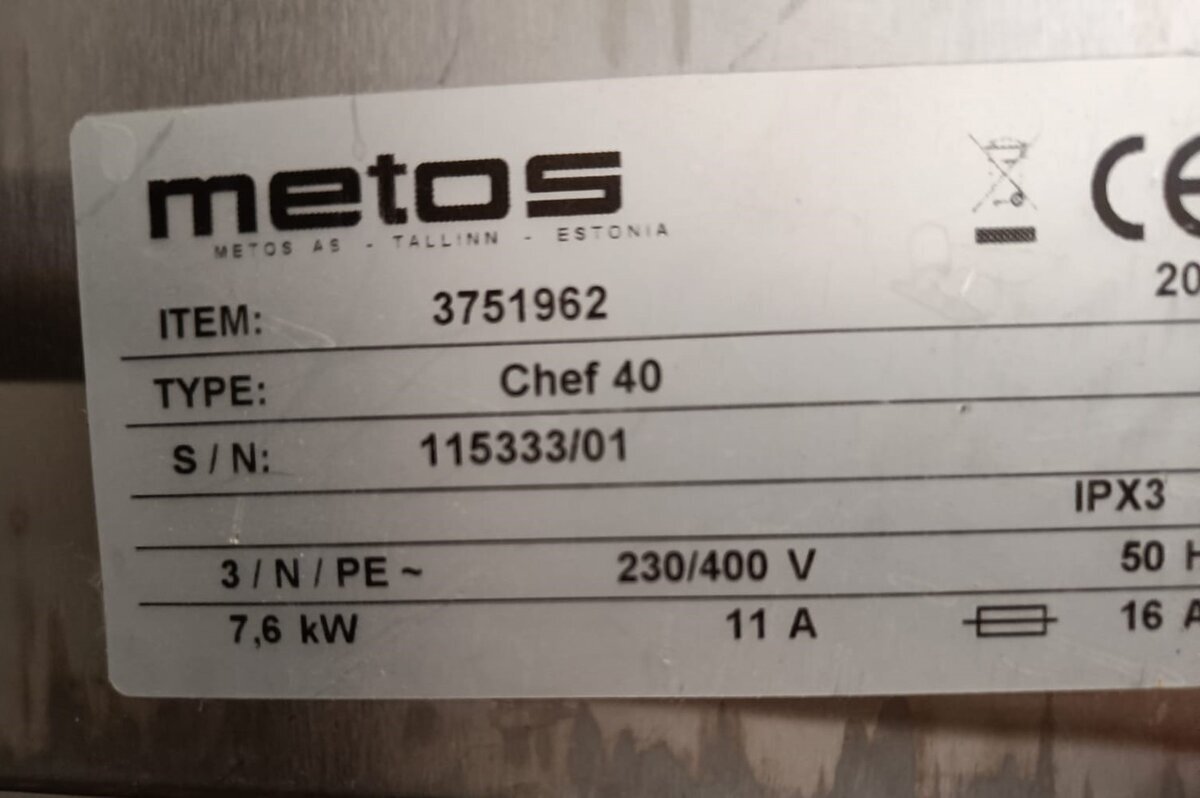 metos
METOS AS - TALLINN - ESTONIA
CE
20
ITEM: 3751962
TYPE: Chef 40
S / N: 115333/01
IPX3
3 / N / PE ~ 230/400 V 50 H
7,6 kW 11 A 16 A